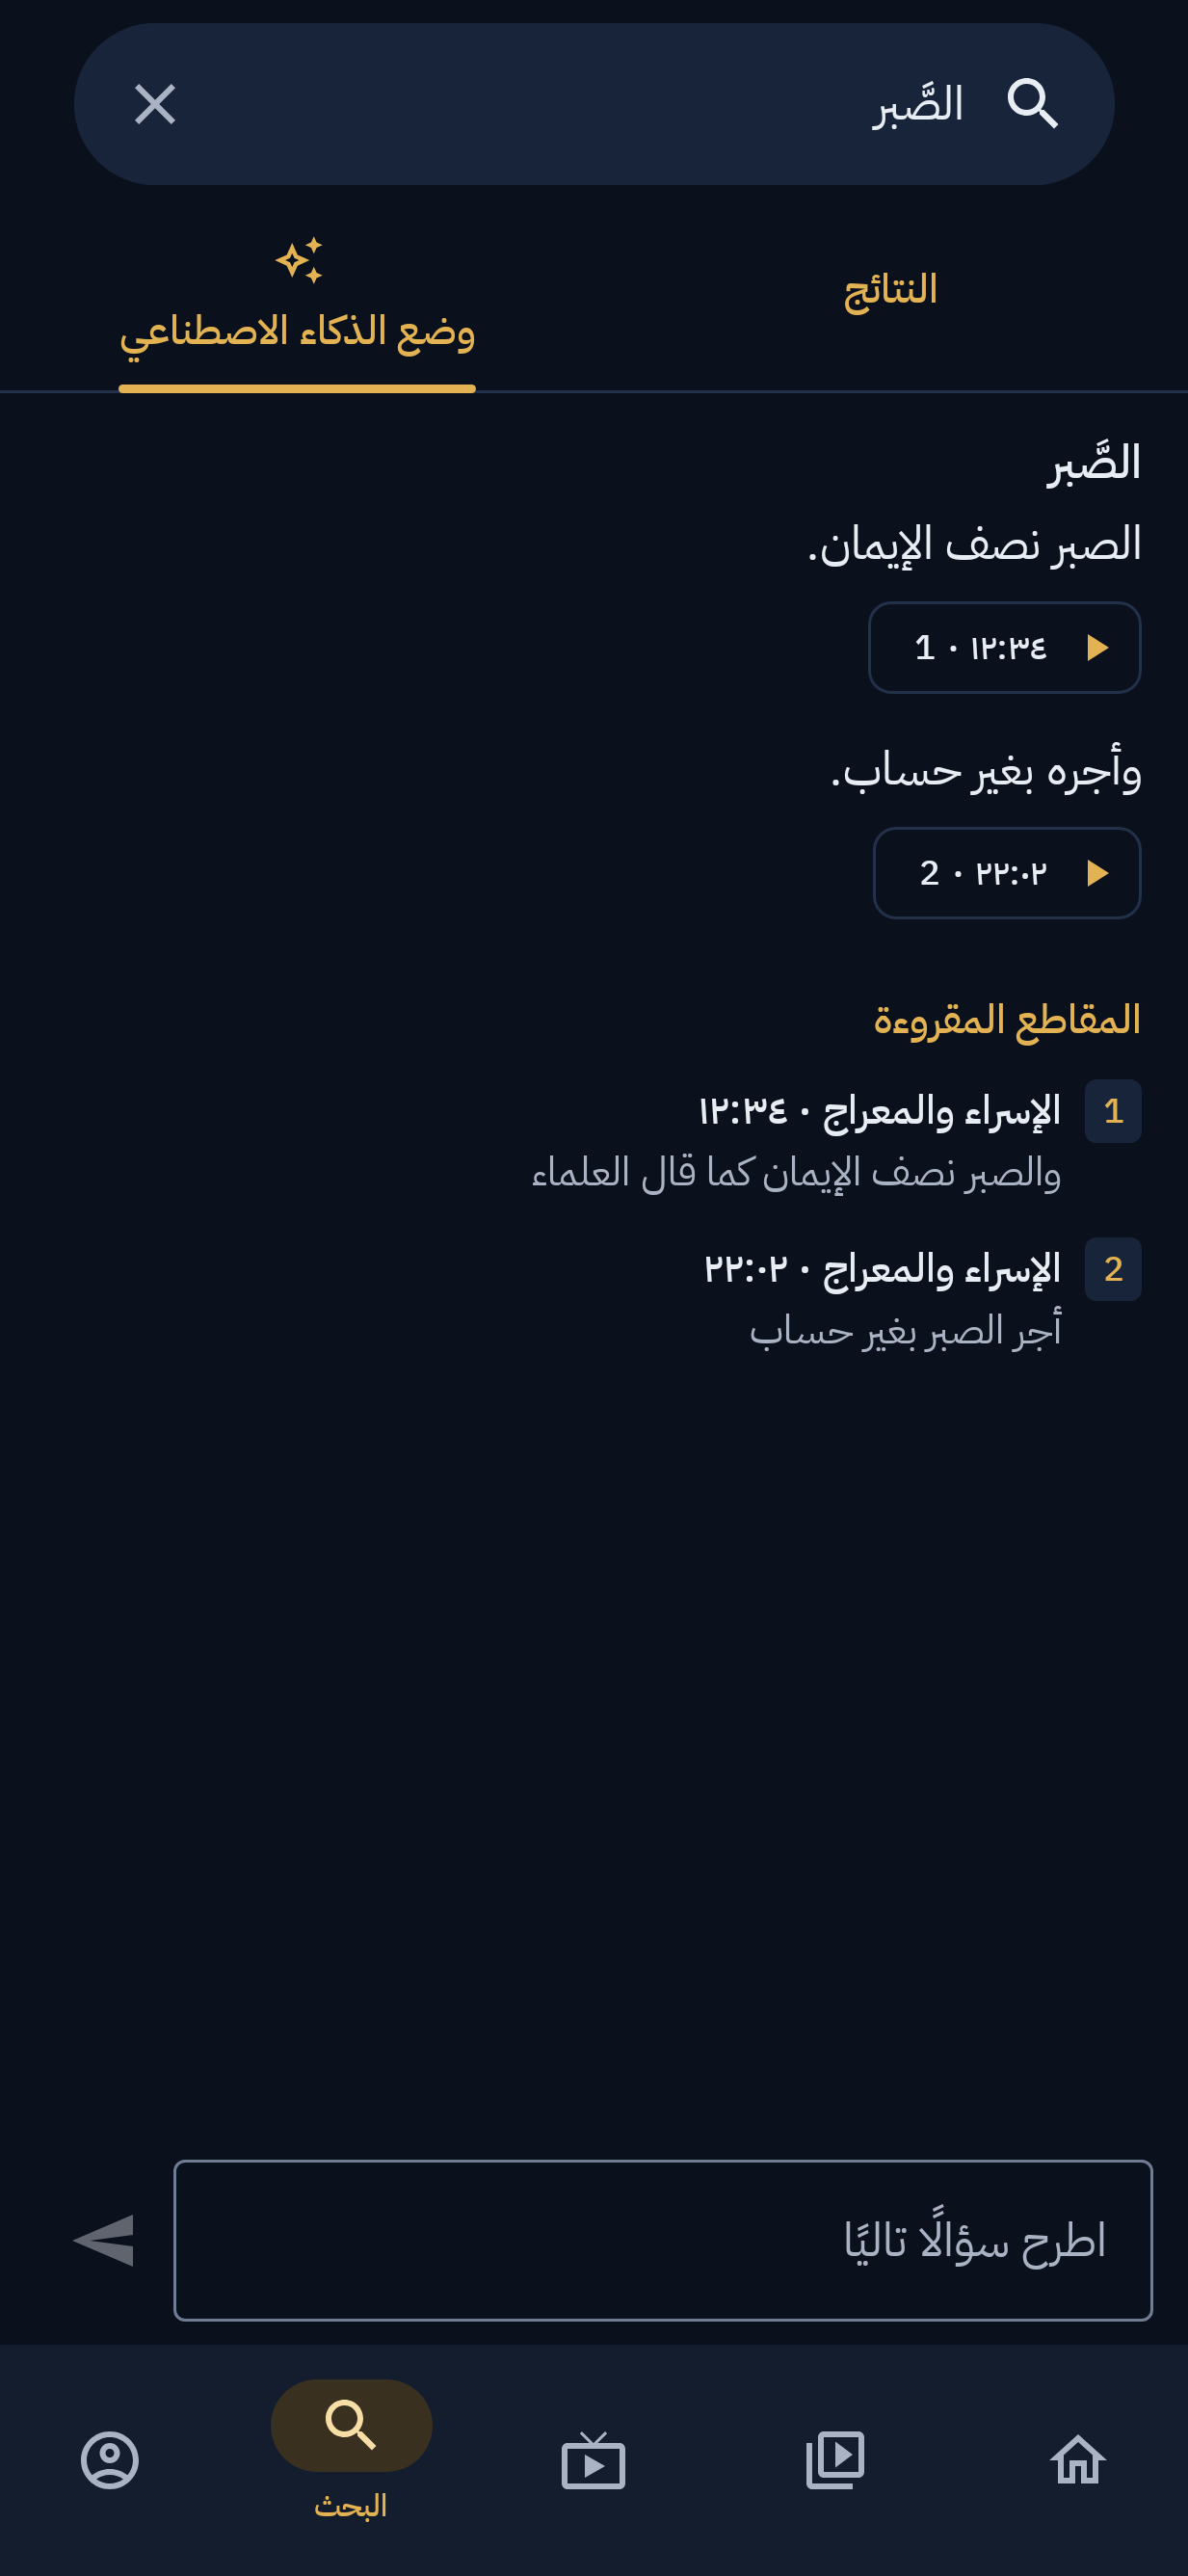 الصَّبر
النتائج
وضع الذكاء الاصطناعي
الصَّبر
الصبر نصف الإيمان.
١٢:٣٤ · 1
وأجره بغير حساب.
٢٢:٠٢ · 2
المقاطع المقروءة
1
الإسراء والمعراج · ١٢:٣٤
والصبر نصف الإيمان كما قال العلماء
2
الإسراء والمعراج · ٢٢:٠٢
أجر الصبر بغير حساب
اطرح سؤالًا تاليًا
البحث